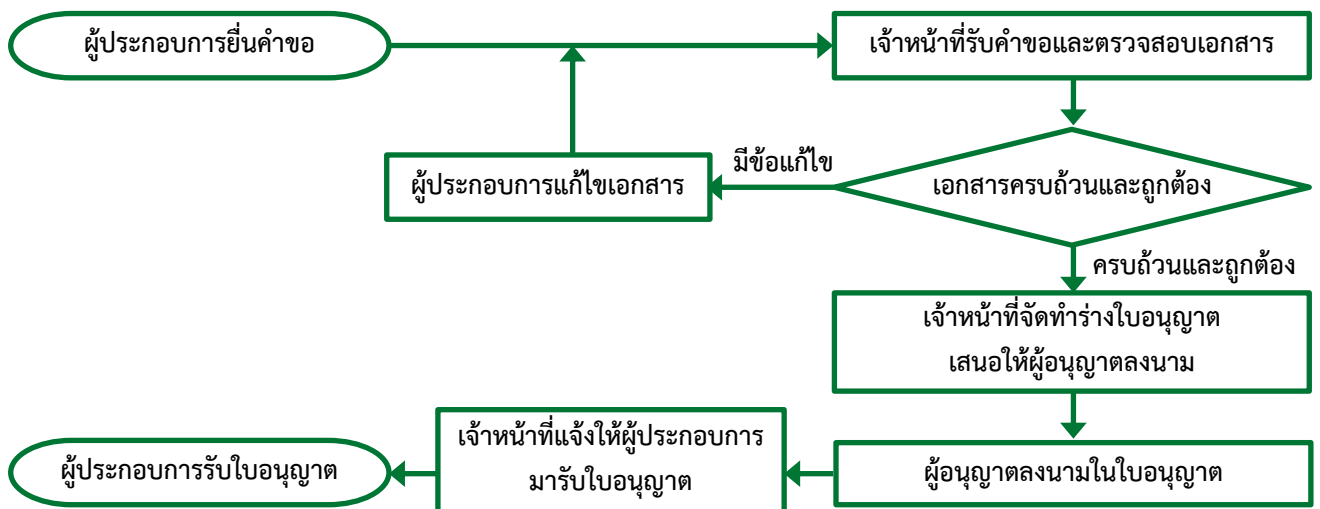 ผู้ประกอบการยื่นคำขอ
เจ้าหน้าที่รับคำขอและตรวจสอบเอกสาร
มีข้อแก้ไข
ผู้ประกอบการแก้ไขเอกสาร
เอกสารครบถ้วนและถูกต้อง
ครบถ้วนและถูกต้อง
เจ้าหน้าที่จัดทำร่างใบอนุญาต
เสนอให้ผู้อนุญาตลงนาม
ผู้อนุญาตลงนามในใบอนุญาต
เจ้าหน้าที่แจ้งให้ผู้ประกอบการ
มารับใบอนุญาต
ผู้ประกอบการรับใบอนุญาต